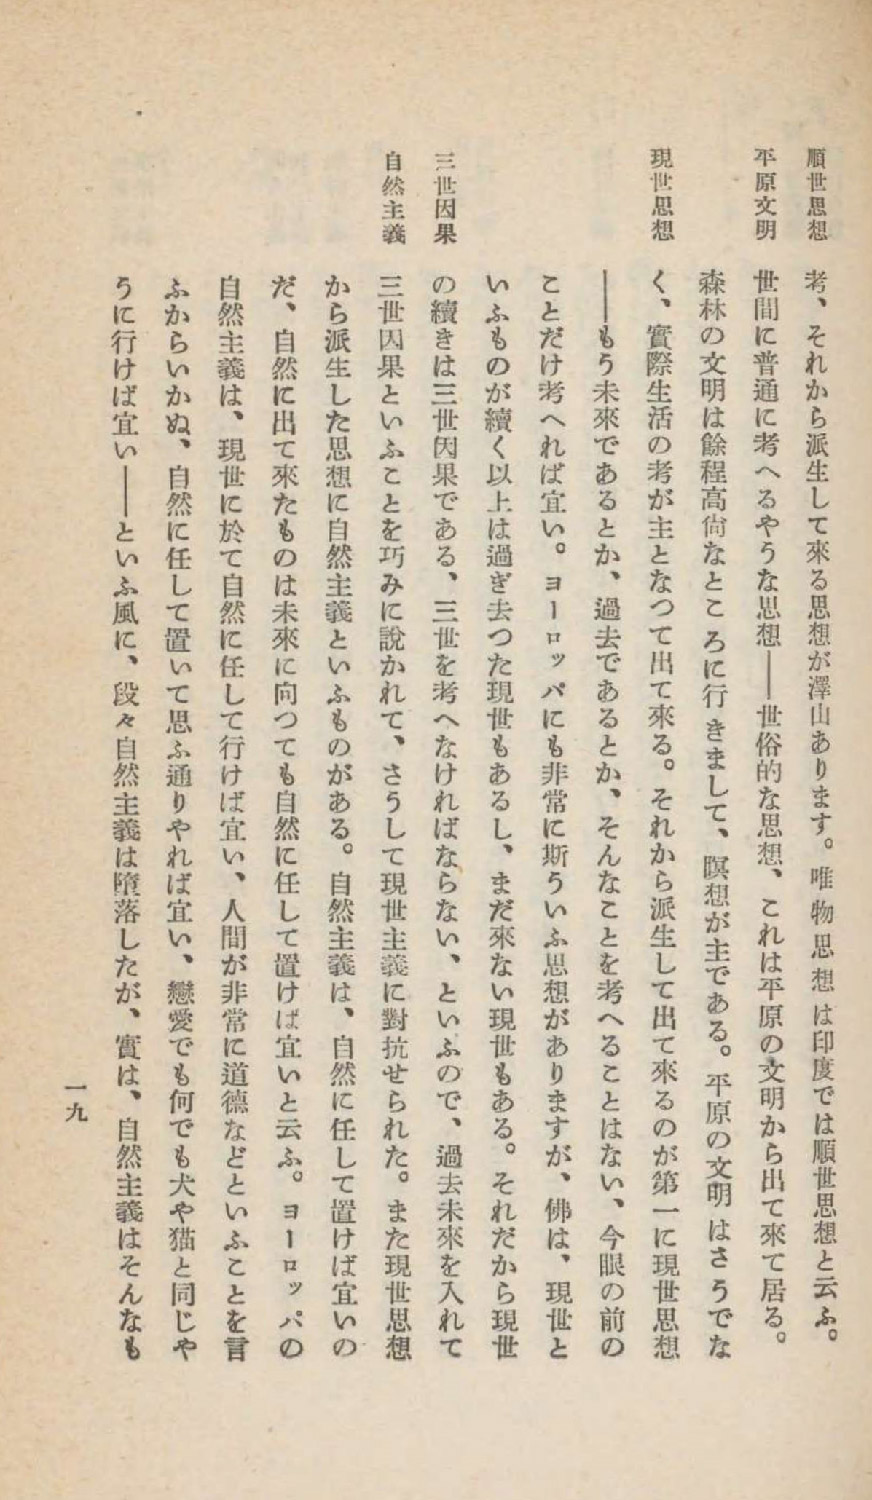 順世思想
平原文明
現世思想
三世因果
自然主義
考、それから派生して來る思想が澤山あります。唯物思想は印度では順世思想と云ふ。
世間に普通に考へるやうな思想――世俗的な思想、これは平原の文明から出て來て居る。
森林の文明は餘程高尙なところに行きまして、瞑想が主である。平原の文明はさうでな
く、實際生活の考が主となつて出て來る。それから派生して出て來るのが第一に現世思想
――もう未來であるとか、過去であるとか、そんなことを考へることはない、今眼の前の
ことだけ考へれば宜い。ヨーロッパにも非常に斯ういふ思想がありますが、佛は、現世と
いふものが續く以上は過ぎ去つた現世もあるし、まだ來ない現世もある。それだから現世
の續きは三世因果である、三世を考へなければならない、といふので、過去未來を入れて
三世因果といふことを巧みに說かれて、さうして現世主義に對抗せられた。また現世思想
から派生した思想に自然主義といふものがある。自然主義は、自然に任して置けば宜いの
だ、自然に出て來たものは未來に向つても自然に任して置けば宜いと云ふ。ヨーロッパの
自然主義は、現世に於て自然に任して行けば宜い、人間が非常に道德などといふことを言
ふからいかぬ、自然に任して置いて思ふ通りやれば宜い、戀愛でも何でも犬や猫と同じや
うに行けば宜い――といふ風に、段々自然主義は墮落したが、實は、自然主義はそんなも
一九